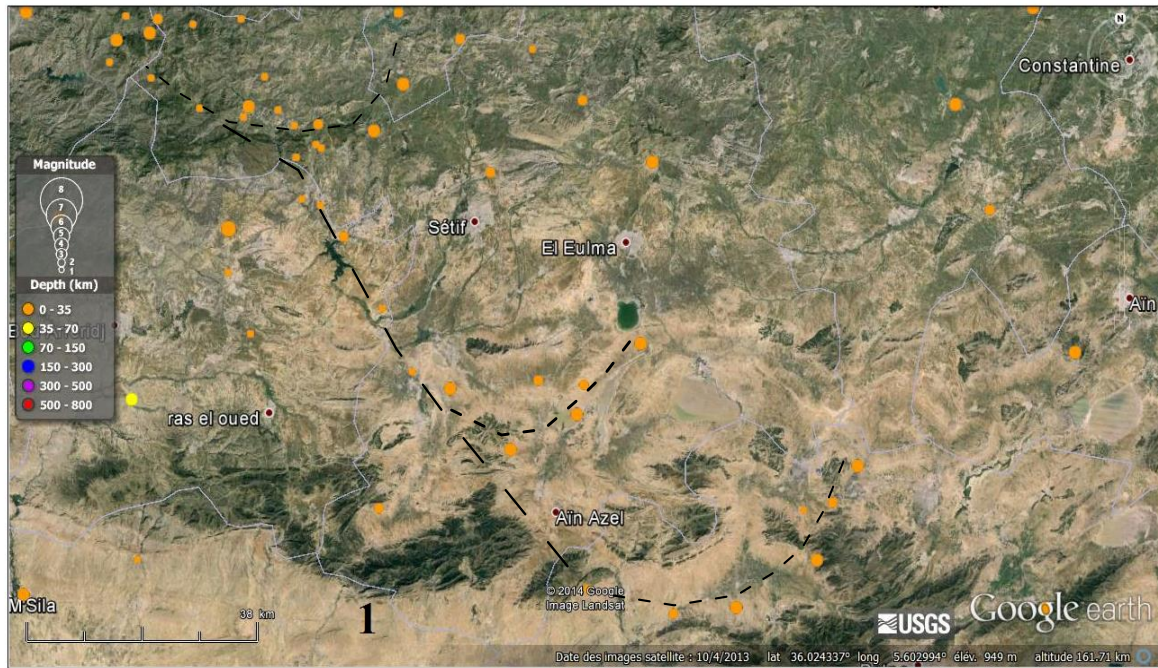 N
Constantine
Magnitude
8
7
6
5
4
3
2
1
Depth (km)
0 - 35
35 - 70
70 - 150
150 - 300
300 - 500
500 - 800
Sétif
El Eulma
Aïn
ras el oued
Aïn Azel
M'Sila
38 km
1
© 2014 Google
Image Landsat
USGS
Google earth
Date des images satellite : 10/4/2013 lat 36.024337° long 5.602994° élév. 949 m altitude 161.71 km